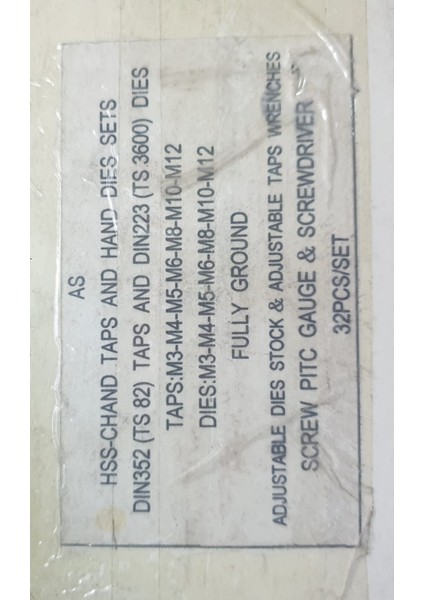 AS
HSS-CHAND TAPS AND HAND DIES SETS
DIN352 (TS 82) TAPS AND DIN223 (TS.3600) DIES
TAPS:M3-M4-M5-M6-M8-M10-M12
DIES:M3-M4-M5-M6-M8-M10-M12
FULLY GROUND
ADJUSTABLE DIES STOCK & ADJUSTABLE TAPS WRENCHES
SCREW PITC GAUGE & SCREWDRIVER
32PCS/SET